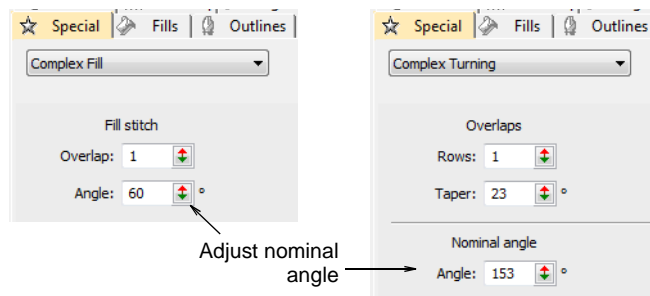 Special Fills Outlines
Complex Fill
Fill stitch
Overlap: 1
Angle: 60 °
Special Fills Outlines
Complex Turning
Overlaps
Rows: 1
Taper: 23 °
Nominal angle
Angle: 153 °
Adjust nominal
angle